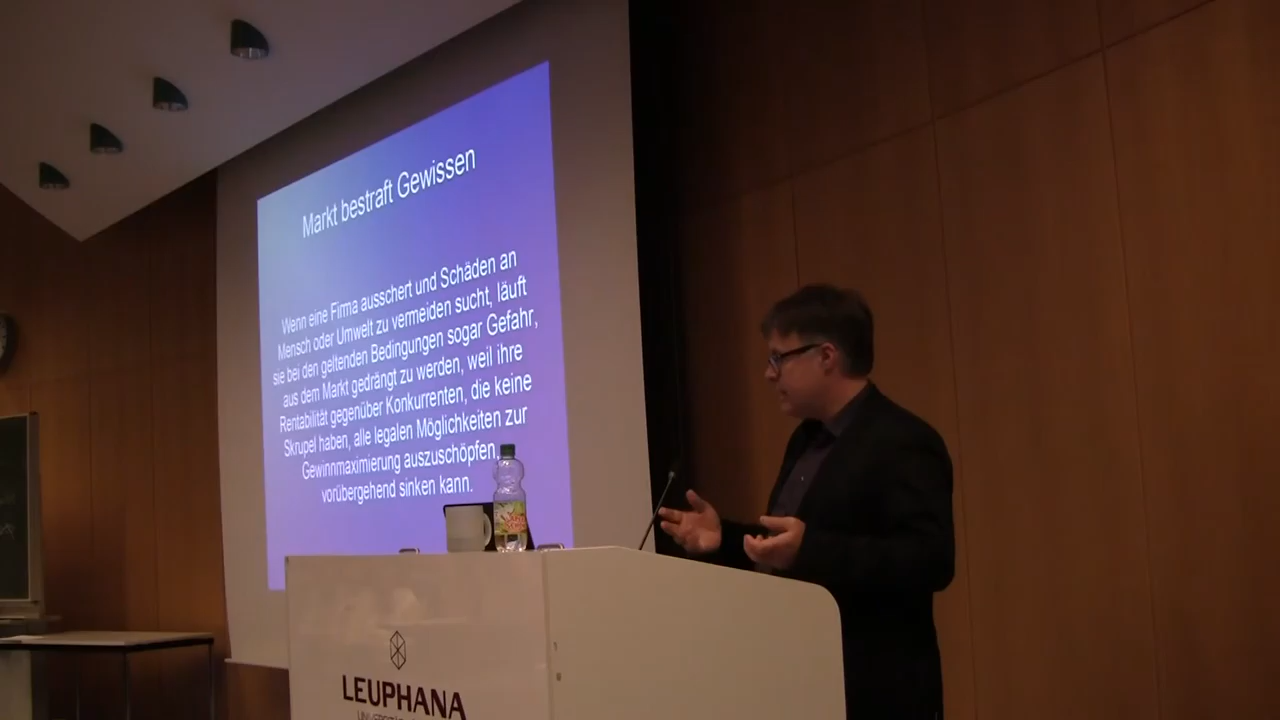 Markt bestraft Gewissen
Wenn eine Firma ausschert und Schäden an
Mensch oder Umwelt zu vermeiden sucht, läuft
sie bei den geltenden Bedingungen sogar Gefahr,
aus dem Markt gedrängt zu werden, weil ihre
Rentabilität gegenüber Konkurrenten, die keine
Skrupel haben, alle legalen Möglichkeiten zur
Gewinnmaximierung auszuschöpfen,
vorübergehend sinken kann.
LEUPHANA